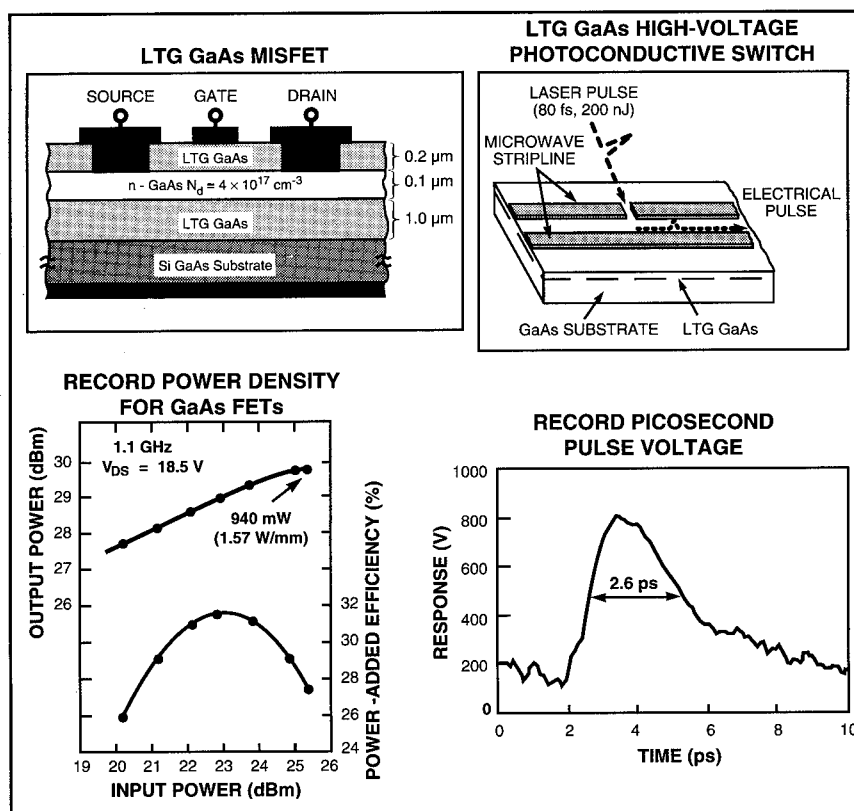 LTG GaAs MISFET
SOURCE GATE DRAIN
LTG GaAs
0.2 µm
n - GaAs N_d = 4 × 10^17 cm^-3
0.1 µm
LTG GaAs
1.0 µm
Si GaAs Substrate
LTG GaAs HIGH-VOLTAGE
PHOTOCONDUCTIVE SWITCH
LASER PULSE
(80 fs, 200 nJ)
MICROWAVE
STRIPLINE
ELECTRICAL
PULSE
GaAs SUBSTRATE
LTG GaAs
RECORD POWER DENSITY
FOR GaAs FETs
1.1 GHz
V_DS = 18.5 V
940 mW
(1.57 W/mm)
OUTPUT POWER (dBm)
30
29
28
27
26
POWER -ADDED EFFICIENCY (%)
32
31
30
28
26
24
19 20 21 22 23 24 25 26
INPUT POWER (dBm)
RECORD PICOSECOND
PULSE VOLTAGE
RESPONSE
(V)
1000
800
600
400
200
0
2.6 ps
0 2 4 6 8 10
TIME (ps)